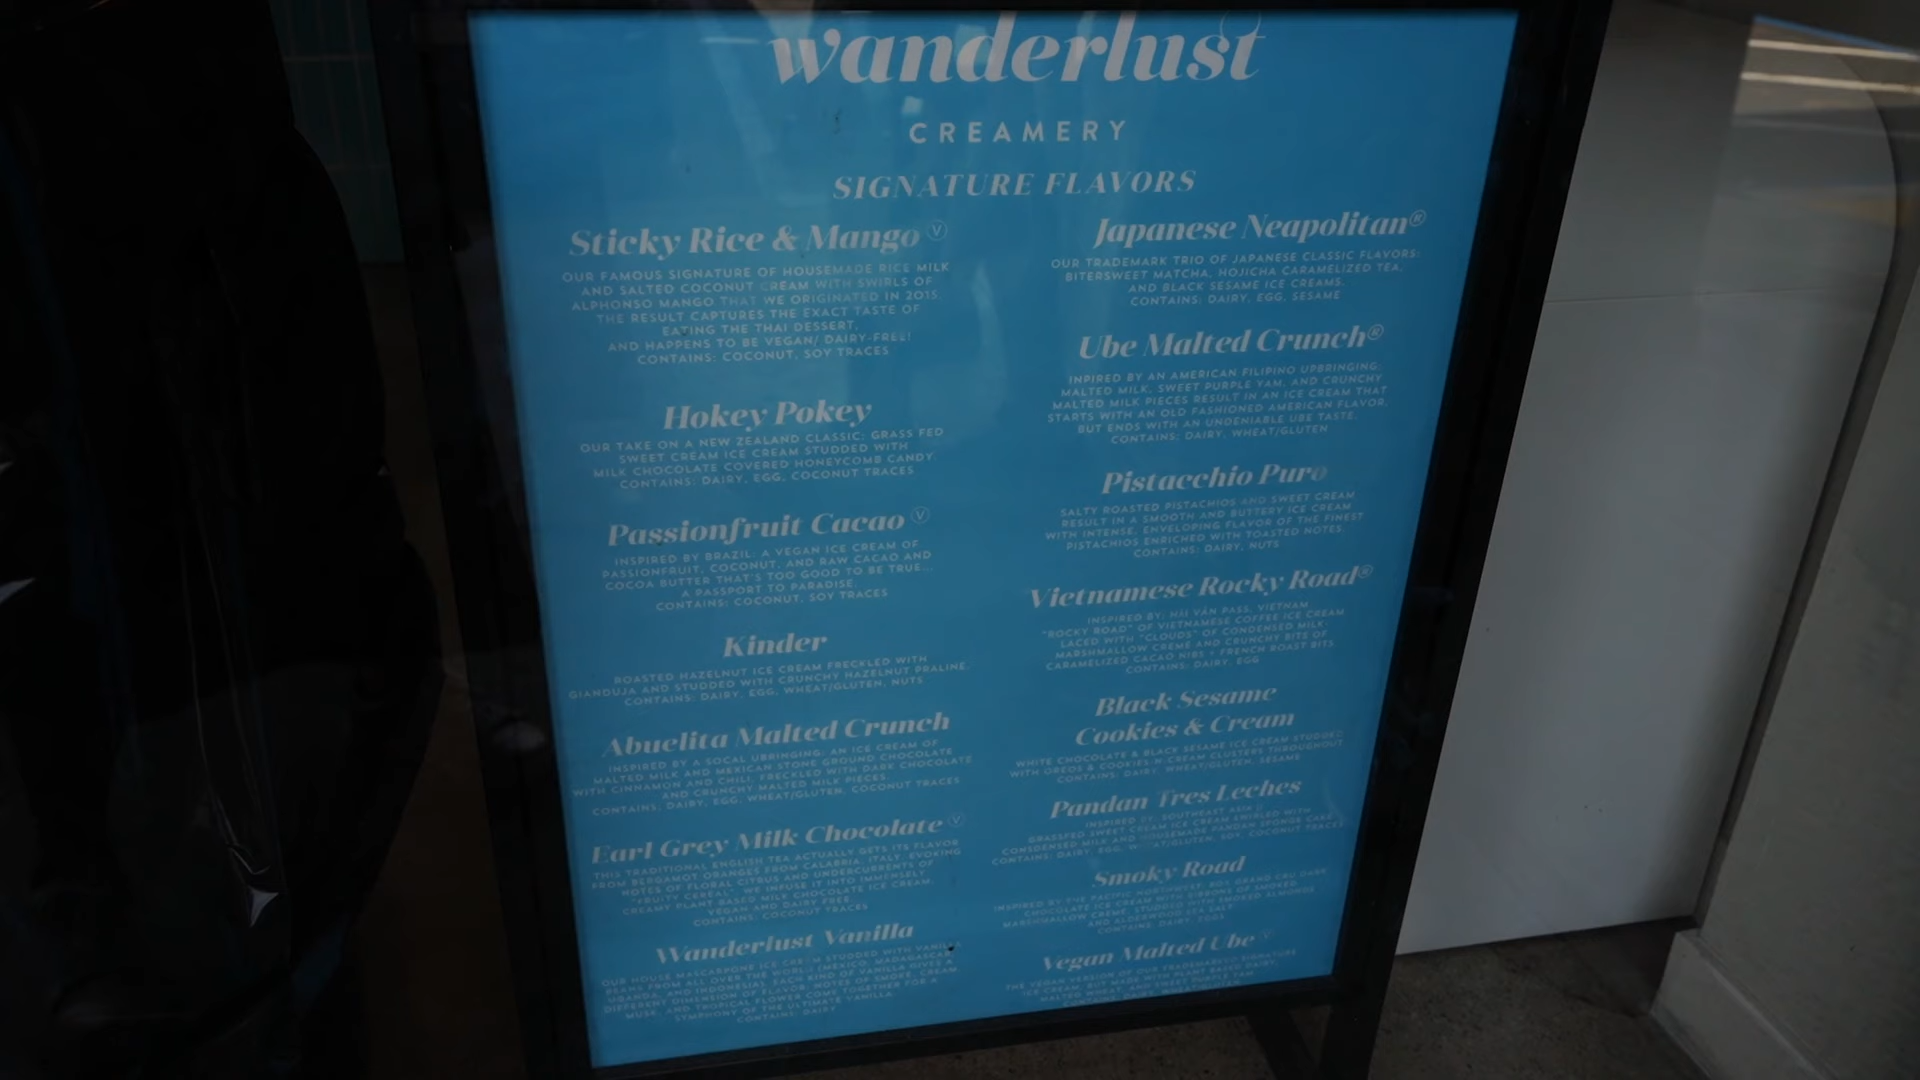 wanderlust
CREAMERY
SIGNATURE FLAVORS
Sticky Rice & Mango Ⓥ
OUR FAMOUS SIGNATURE OF HOUSEMADE RICE MILK
AND SALTED COCONUT CREAM WITH SWIRLS OF
ALPHONSO MANGO THAT WE ORIGINATED IN 2015.
THE RESULT CAPTURES THE EXACT TASTE OF
EATING THE THAI DESSERT,
AND HAPPENS TO BE VEGAN/ DAIRY-FREE!
CONTAINS: COCONUT, SOY TRACES
Hokey Pokey
OUR TAKE ON A NEW ZEALAND CLASSIC: GRASS FED
SWEET CREAM ICE CREAM STUDDED WITH
MILK CHOCOLATE COVERED HONEYCOMB CANDY.
CONTAINS: DAIRY, EGG, COCONUT TRACES
Passionfruit Cacao Ⓥ
INSPIRED BY BRAZIL: A VEGAN ICE CREAM OF
PASSIONFRUIT, COCONUT, AND RAW CACAO AND
COCOA BUTTER THAT'S TOO GOOD TO BE TRUE...
A PASSPORT TO PARADISE.
CONTAINS: COCONUT, SOY TRACES
Kinder
ROASTED HAZELNUT ICE CREAM FRECKLED WITH
GIANDUJA AND STUDDED WITH CRUNCHY HAZELNUT PRALINE.
CONTAINS: DAIRY, EGG, WHEAT/GLUTEN, NUTS
Abuelita Malted Crunch
INSPIRED BY A SOCAL UBRINGING: AN ICE CREAM OF
MALTED MILK AND MEXICAN STONE GROUND CHOCOLATE
WITH CINNAMON AND CHILI, FRECKLED WITH DARK CHOCOLATE
AND CRUNCHY MALTED MILK PIECES.
CONTAINS: DAIRY, EGG, WHEAT/GLUTEN, COCONUT TRACES
Earl Grey Milk Chocolate Ⓥ
THIS TRADITIONAL ENGLISH TEA ACTUALLY GETS ITS FLAVOR
FROM BERGAMOT ORANGES FROM CALABRIA, ITALY, EVOKING
NOTES OF FLORAL CITRUS AND UNDERCURRENTS OF
"FRUITY CEREAL". WE INFUSE IT INTO IMMENSELY
CREAMY PLANT BASED MILK CHOCOLATE ICE CREAM.
VEGAN AND DAIRY FREE
CONTAINS: COCONUT TRACES
Wanderlust Vanilla
OUR HOUSE MASCARPONE ICE CREAM STUDDED WITH VANILLA
BEANS FROM ALL OVER THE WORLD (MEXICO, MADAGASCAR,
UGANDA, AND INDONESIA). EACH KIND OF VANILLA GIVES A
DIFFERENT DIMENSION OF FLAVOR: NOTES OF SMOKE, CREAM,
MUSK, AND TROPICAL FLOWER COME TOGETHER FOR A
SYMPHONY OF THE ULTIMATE VANILLA
CONTAINS: DAIRY
Japanese Neapolitan®
OUR TRADEMARK TRIO OF JAPANESE CLASSIC FLAVORS:
BITERSWEET MATCHA, HOJICHA CARAMELIZED TEA,
AND BLACK SESAME ICE CREAMS.
CONTAINS: DAIRY, EGG, SESAME
Ube Malted Crunch®
INPIRED BY AN AMERICAN FILIPINO UPBRINGING:
MALTED MILK, SWEET PURPLE YAM, AND CRUNCHY
MALTED MILK PIECES RESULT IN AN ICE CREAM THAT
STARTS WITH AN OLD FASHIONED AMERICAN FLAVOR,
BUT ENDS WITH AN UNDENIABLE UBE TASTE.
CONTAINS: DAIRY, WHEAT/GLUTEN
Pistacchio Puro
SALTY ROASTED PISTACHIOS AND SWEET CREAM
RESULT IN A SMOOTH AND BUTTERY ICE CREAM
WITH INTENSE, ENVELOPING FLAVOR OF THE FINEST
PISTACHIOS ENRICHED WITH TOASTED NOTES.
CONTAINS: DAIRY, NUTS
Vietnamese Rocky Road®
INSPIRED BY: HẢI VÂN PASS, VIETNAM
"ROCKY ROAD" OF VIETNAMESE COFFEE ICE CREAM
LACED WITH "CLOUDS" OF CONDENSED MILK
MARSHMALLOW CREME AND CRUNCHY BITS OF
CARAMELIZED CACAO NIBS + FRENCH ROAST BITS.
CONTAINS: DAIRY, EGG
Black Sesame
Cookies & Cream
WHITE CHOCOLATE & BLACK SESAME ICE CREAM STUDDED
WITH OREOS & COOKIES N CREAM CLUSTERS THROUGHOUT
CONTAINS: DAIRY, WHEAT/GLUTEN, SESAME
Pandan Tres Leches
INSPIRED BY: SOUTHEAST ASIA
GRASSFED SWEET CREAM ICE CREAM SWIRLED WITH
CONSDENSED MILK AND HOUSEMADE PANDAN SPONGE CAKE
CONTAINS: DAIRY, EGG, WHEAT/GLUTEN, SOY, COCONUT TRACES
Smoky Road
INSPIRED BY THE PACIFIC NORTHWEST: 80% GRAND CRU DARK
CHOCOLATE ICE CREAM WITH RIBBONS OF SMOKED
MARSHMALLOW CREME, STUDDED WITH SMOKED ALMONDS
AND ALDERWOOD SEA SALT
CONTAINS: DAIRY, EGGS
Vegan Malted Ube Ⓥ
THE VEGAN VERSION OF OUR TRADEMARKED SIGNATURE
ICE CREAM, BUT MADE WITH PLANT BASED MILK,